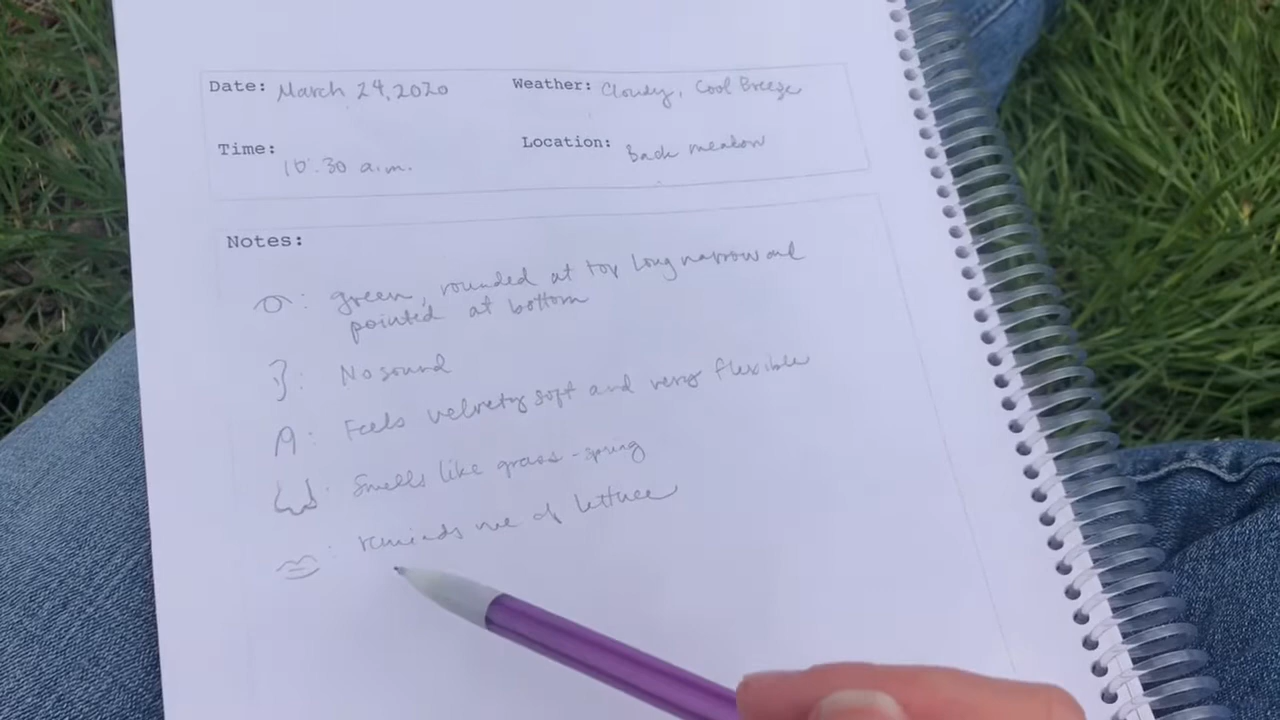 Date: March 24, 2020 Weather: Cloudy, Cool Breeze
Time: 10:30 a.m. Location: Back meadow
Notes:
: green, rounded at top long narrow and
pointed at bottom
: No sound
: Feels velvety soft and very flexible
: Smells like grass - spring
: reminds me of lettuce